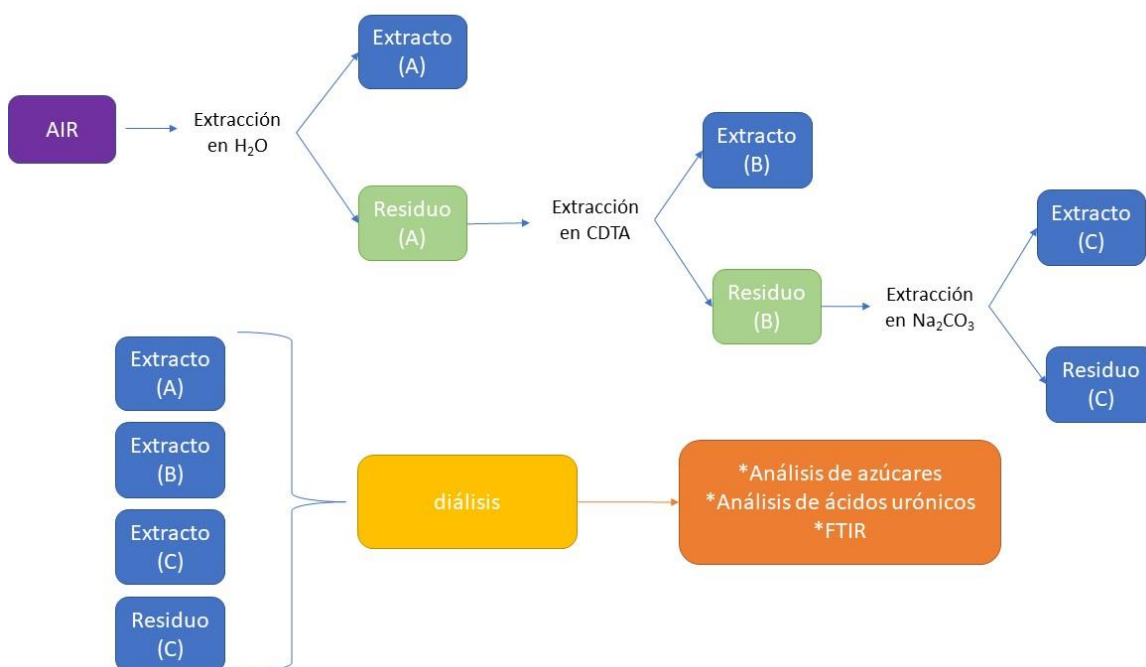 Extracto
(A)
AIR
Extracción
en H₂O
Residuo
(A)
Extracción
en CDTA
Extracto
(B)
Residuo
(B)
Extracción
en Na₂CO₃
Extracto
(C)
Residuo
(C)
Extracto
(A)
Extracto
(B)
Extracto
(C)
Residuo
(C)
diálisis
*Análisis de azúcares
*Análisis de ácidos urónicos
*FTIR